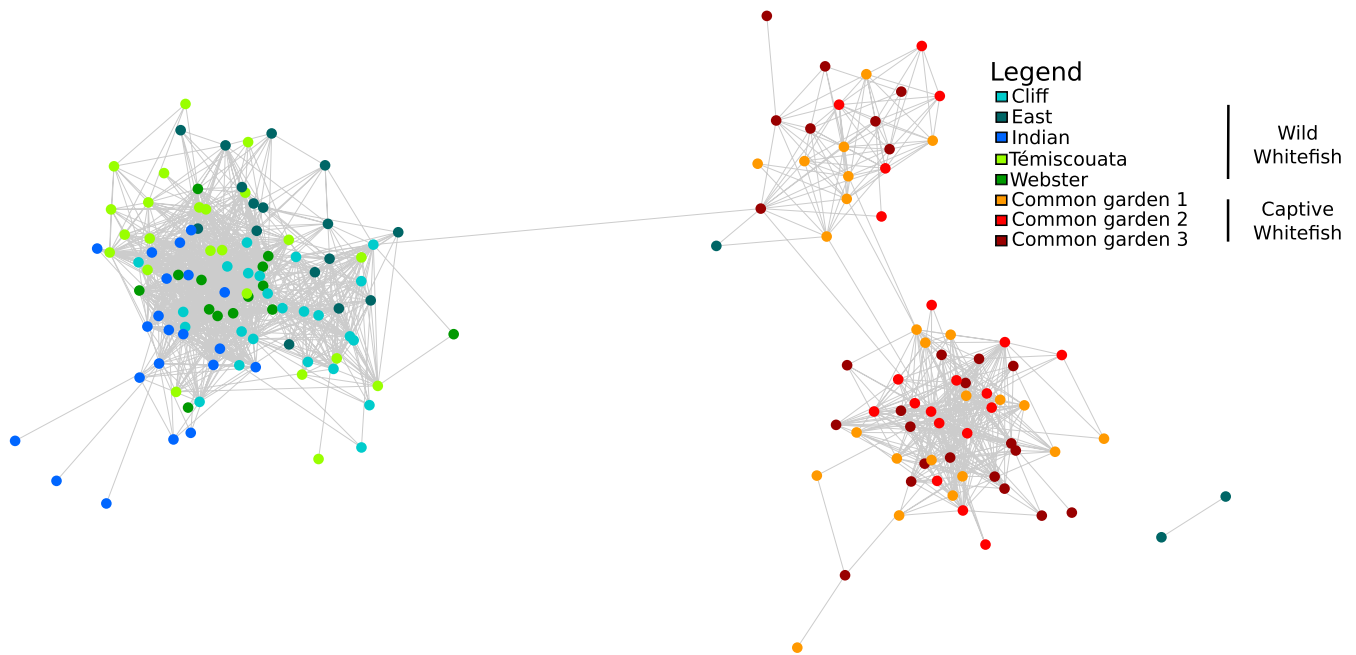 Legend
Cliff
East
Indian
Témiscouata
Webster
Common garden 1
Common garden 2
Common garden 3
Wild
Whitefish
Captive
Whitefish